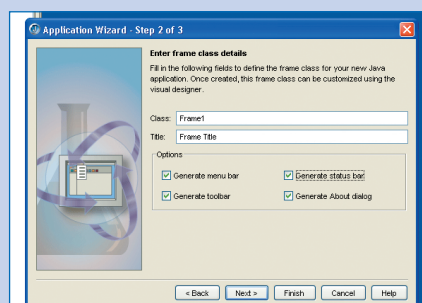 Application Wizard - Step 2 of 3
Enter frame class details
Fill in the following fields to define the frame class for your new Java
application. Once created, this frame class can be customized using the
visual designer.
Class: Frame1
Title: Frame Title
Options
Generate menu bar Generate status bar
Generate toolbar Generate About dialog
< Back Next > Finish Cancel Help